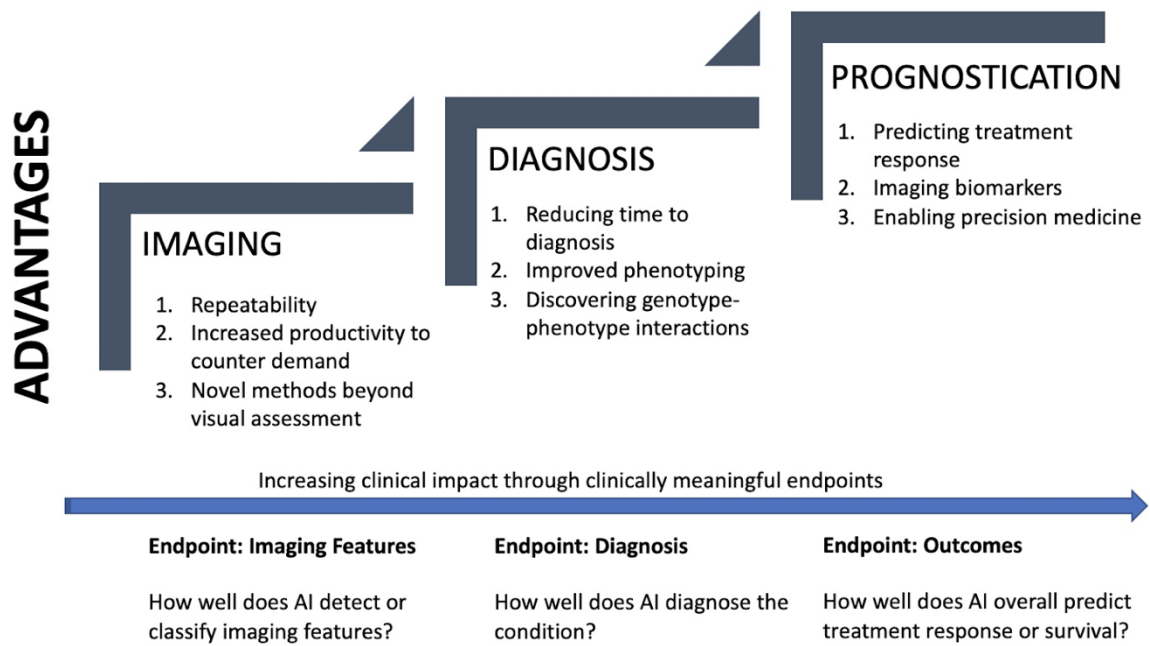 ADVANTAGES
IMAGING
1. Repeatability
2. Increased productivity to
counter demand
3. Novel methods beyond
visual assessment
DIAGNOSIS
1. Reducing time to
diagnosis
2. Improved phenotyping
3. Discovering genotype-
phenotype interactions
PROGNOSTICATION
1. Predicting treatment
response
2. Imaging biomarkers
3. Enabling precision medicine
Increasing clinical impact through clinically meaningful endpoints
Endpoint: Imaging Features
How well does AI detect or
classify imaging features?
Endpoint: Diagnosis
How well does AI diagnose the
condition?
Endpoint: Outcomes
How well does AI overall predict
treatment response or survival?